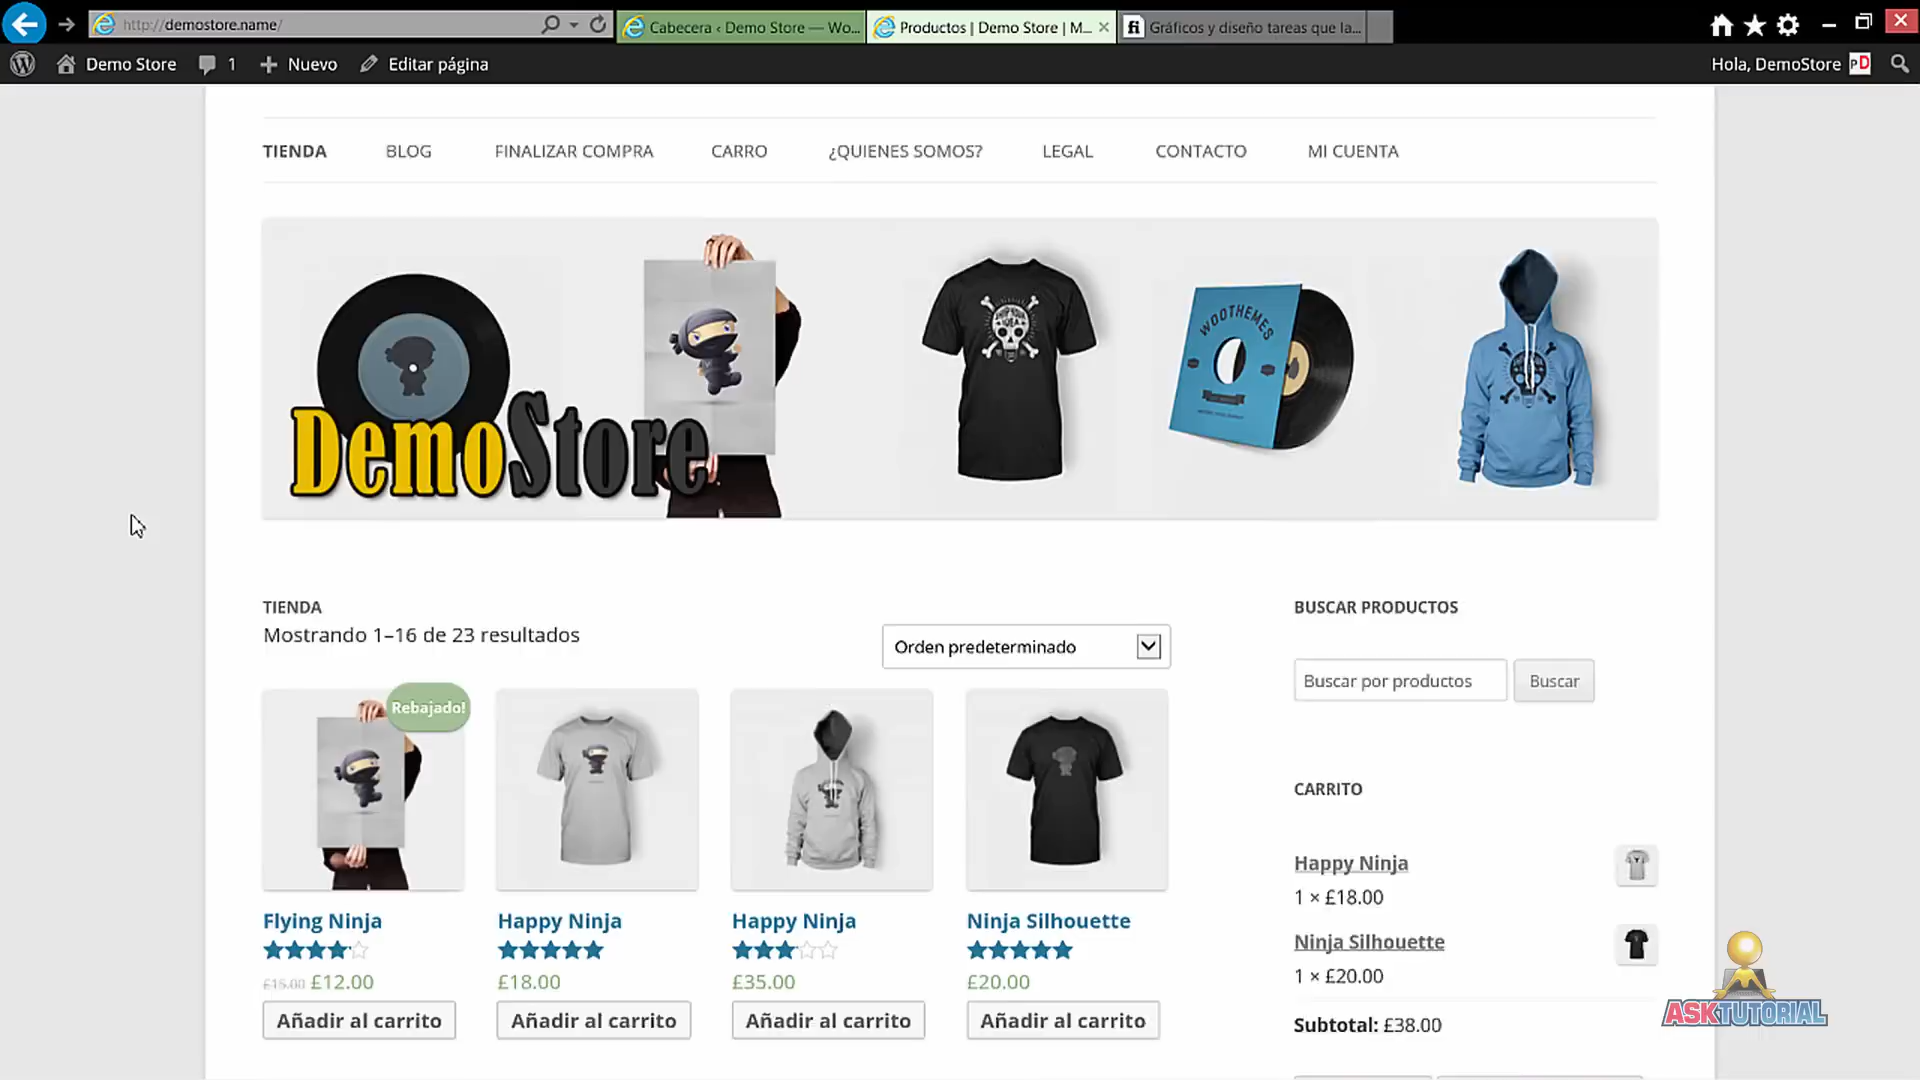 http://demostore.name/
Cabecera ‹ Demo Store — Wo...
Productos | Demo Store | M...
Gráficos y diseño tareas que la...
Demo Store
1
Nuevo
Editar página
Hola, DemoStore
TIENDA
BLOG
FINALIZAR COMPRA
CARRO
¿QUIENES SOMOS?
LEGAL
CONTACTO
MI CUENTA
WOOTHEMES
DemoStore
TIENDA
Mostrando 1–16 de 23 resultados
Orden predeterminado
BUSCAR PRODUCTOS
Buscar por productos
Buscar
Rebajado!
CARRITO
Happy Ninja
1 × £18.00
Ninja Silhouette
1 × £20.00
Subtotal: £38.00
Flying Ninja
£15.00 £12.00
Añadir al carrito
Happy Ninja
£18.00
Añadir al carrito
Happy Ninja
£35.00
Añadir al carrito
Ninja Silhouette
£20.00
Añadir al carrito
ASKTUTORIAL